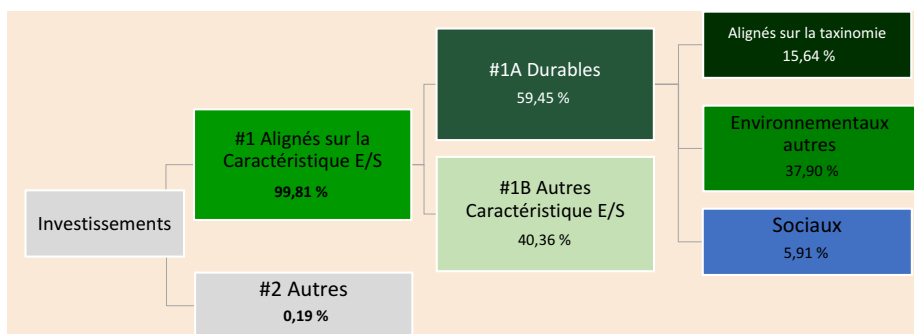 Investissements
#1 Alignés sur la
Caractéristique E/S
99,81 %
#2 Autres
0,19 %
#1A Durables
59,45 %
#1B Autres
Caractéristique E/S
40,36 %
Alignés sur la taxinomie
15,64 %
Environnementaux
autres
37,90 %
Sociaux
5,91 %